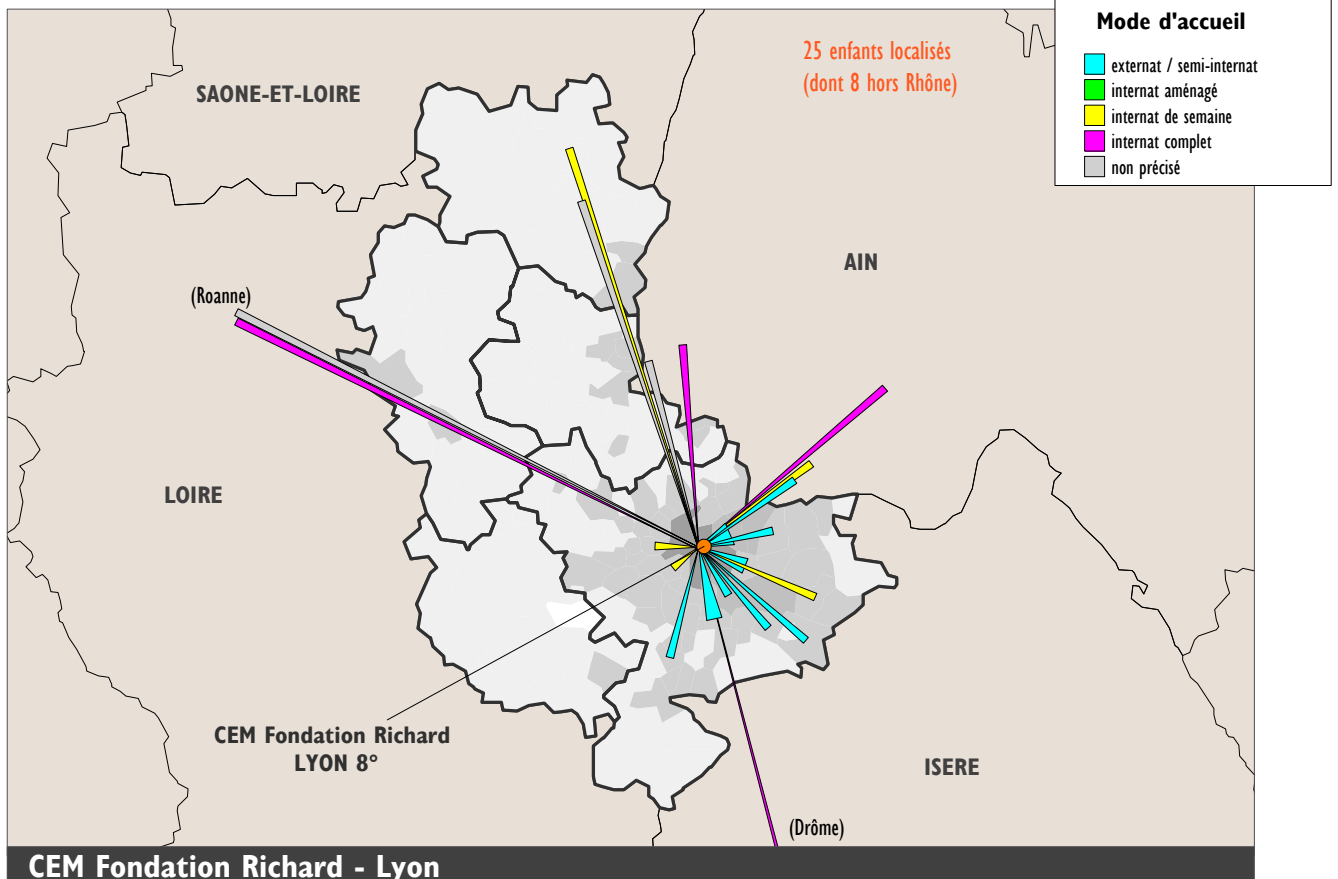 Mode d'accueil
externat / semi-internat
internat aménagé
internat de semaine
internat complet
non précisé
25 enfants localisés
(dont 8 hors Rhône)
SAONE-ET-LOIRE
AIN
(Roanne)
LOIRE
CEM Fondation Richard
LYON 8°
ISERE
(Drôme)
CEM Fondation Richard - Lyon